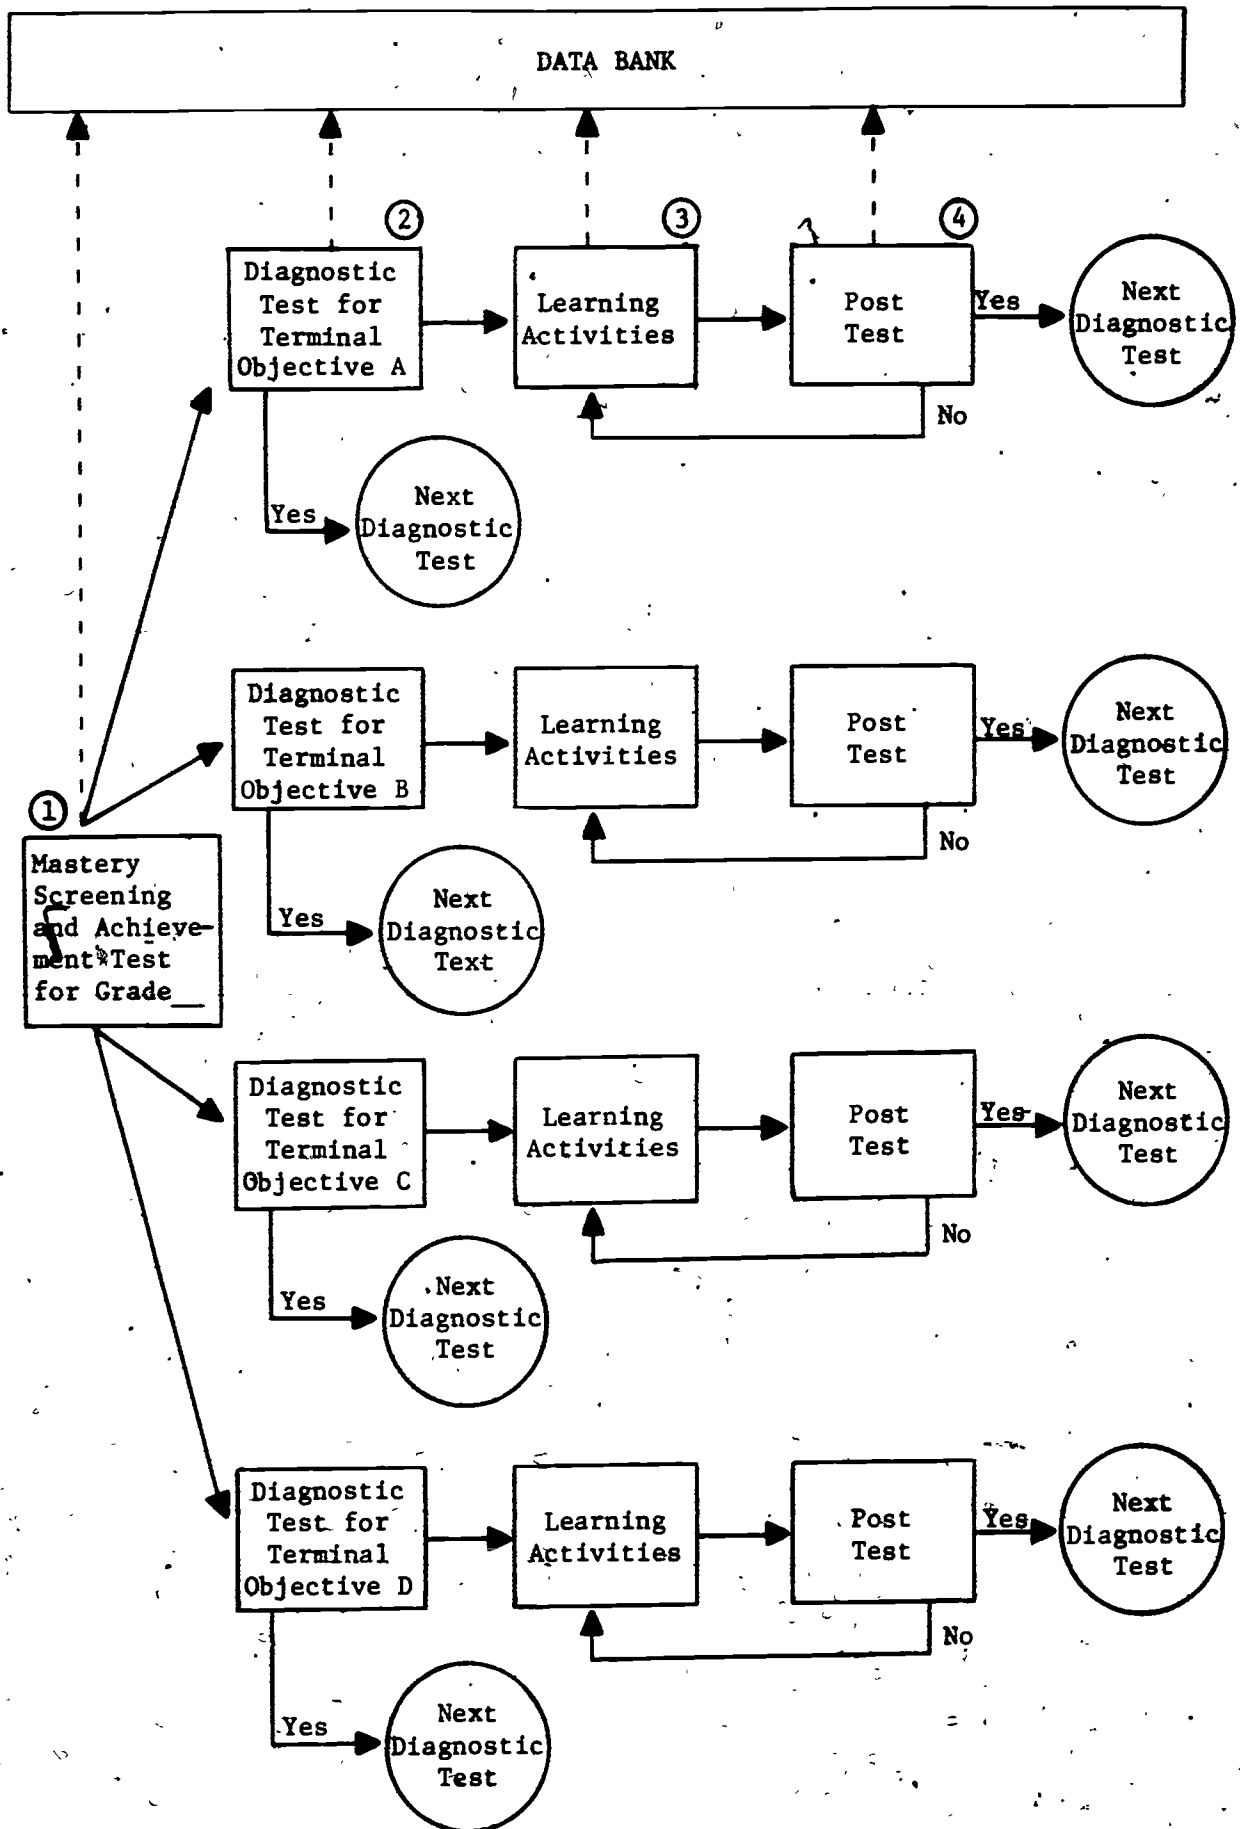 DATA BANK
2
3
4
Diagnostic
Test for
Terminal
Objective A
Learning
Activities
Post
Test
Yes
Next
Diagnostic
Test
No
Yes
Next
Diagnostic
Test
Diagnostic
Test for
Terminal
Objective B
Learning
Activities
Post
Test
Yes
Next
Diagnostic
Test
No
Yes
Next
Diagnostic
Text
1
Mastery
Screening
and Achieve-
ment Test
for Grade__
Diagnostic
Test for
Terminal
Objective C
Learning
Activities
Post
Test
Yes
Next
Diagnostic
Test
No
Yes
Next
Diagnostic
Test
Diagnostic
Test for
Terminal
Objective D
Learning
Activities
Post
Test
Yes
Next
Diagnostic
Test
No
Yes
Next
Diagnostic
Test